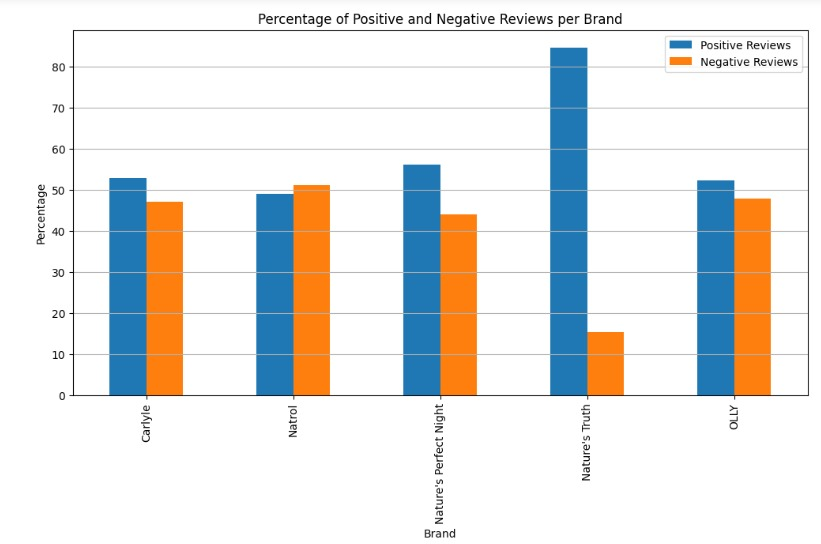 Percentage of Positive and Negative Reviews per Brand
Positive Reviews
Negative Reviews
Percentage
80
70
60
50
40
30
20
10
0
Carlyle
Natrol
Nature's Perfect Night
Nature's Truth
OLLY
Brand